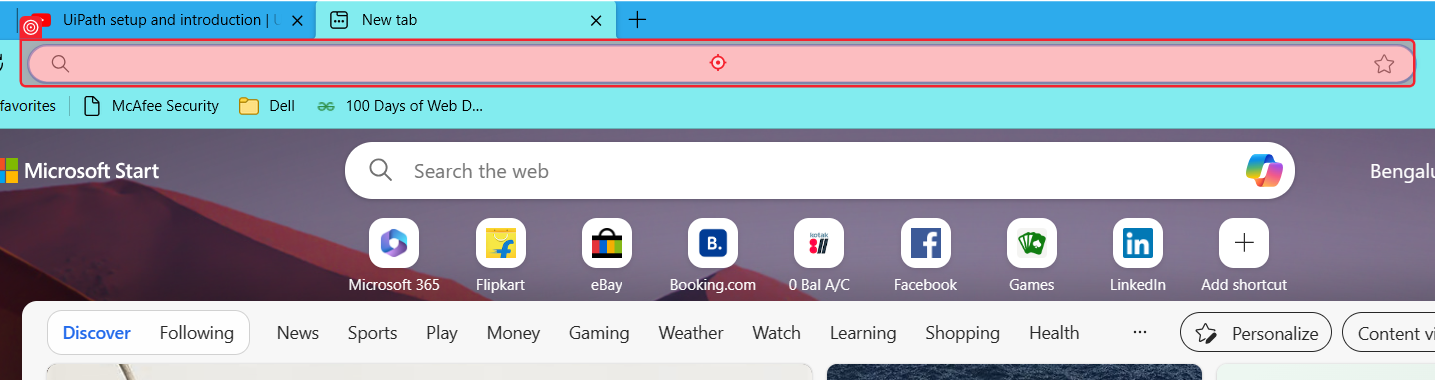 UiPath setup and introduction | U
New tab
favorites
McAfee Security
Dell
100 Days of Web D...
Microsoft Start
Search the web
Bengalu
B.
kotak
811
Microsoft 365
Flipkart
eBay
Booking.com
0 Bal A/C
Facebook
Games
LinkedIn
Add shortcut
Discover
Following
News
Sports
Play
Money
Gaming
Weather
Watch
Learning
Shopping
Health
...
Personalize
Content vi